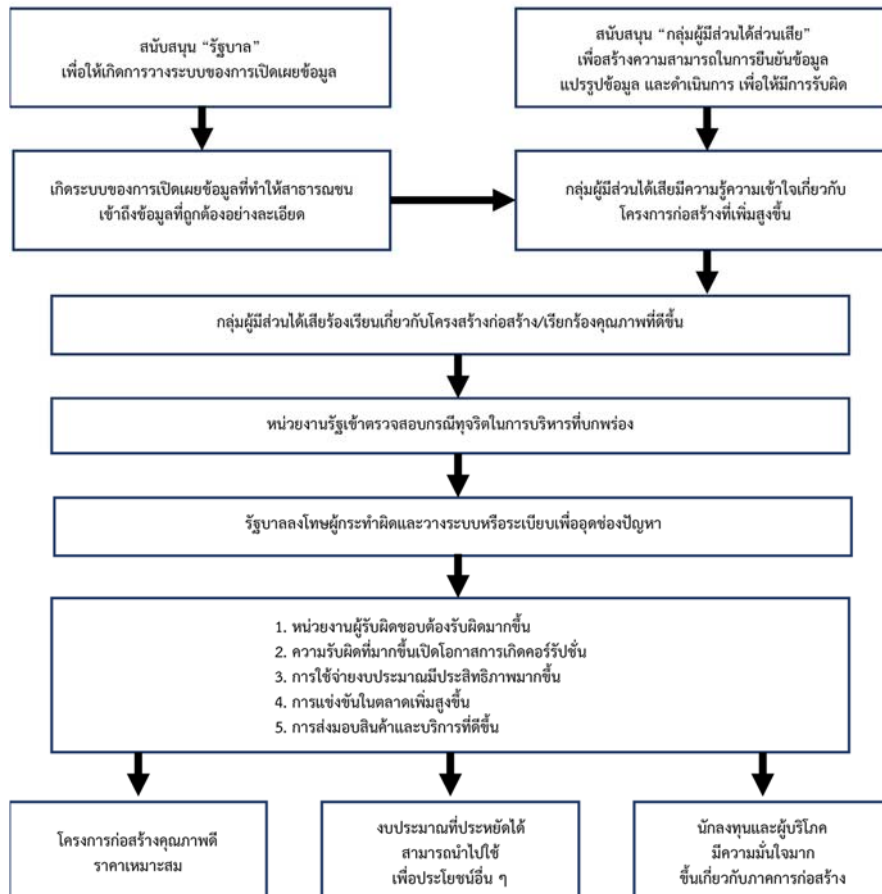 สนับสนุน “รัฐบาล”
เพื่อให้เกิดการวางระบบของการเปิดเผยข้อมูล
สนับสนุน “กลุ่มผู้มีส่วนได้ส่วนเสีย”
เพื่อสร้างความสามารถในการยืนยันข้อมูล
แปรรูปข้อมูล และดำเนินการ เพื่อให้มีการรับผิด
เกิดระบบของการเปิดเผยข้อมูลที่ทำให้สาธารณชน
เข้าถึงข้อมูลที่ถูกต้องอย่างละเอียด
กลุ่มผู้มีส่วนได้เสียมีความรู้ความเข้าใจเกี่ยวกับ
โครงการก่อสร้างที่เพิ่มสูงขึ้น
กลุ่มผู้มีส่วนได้เสียร้องเรียนเกี่ยวกับโครงสร้างก่อสร้าง/เรียกร้องคุณภาพที่ดีขึ้น
หน่วยงานรัฐเข้าตรวจสอบกรณีทุจริตในการบริหารที่บกพร่อง
รัฐบาลลงโทษผู้กระทำผิดและวางระบบหรือระเบียบเพื่ออุดช่องปัญหา
1. หน่วยงานผู้รับผิดชอบต้องรับผิดมากขึ้น
2. ความรับผิดที่มากขึ้นเปิดโอกาสการเกิดคอร์รัปชั่น
3. การใช้จ่ายงบประมาณมีประสิทธิภาพมากขึ้น
4. การแข่งขันในตลาดเพิ่มสูงขึ้น
5. การส่งมอบสินค้าและบริการที่ดีขึ้น
โครงการก่อสร้างคุณภาพดี
ราคาเหมาะสม
งบประมาณที่ประหยัดได้
สามารถนำไปใช้
เพื่อประโยชน์อื่น ๆ
นักลงทุนและผู้บริโภค
มีความมั่นใจมาก
ขึ้นเกี่ยวกับภาคการก่อสร้าง